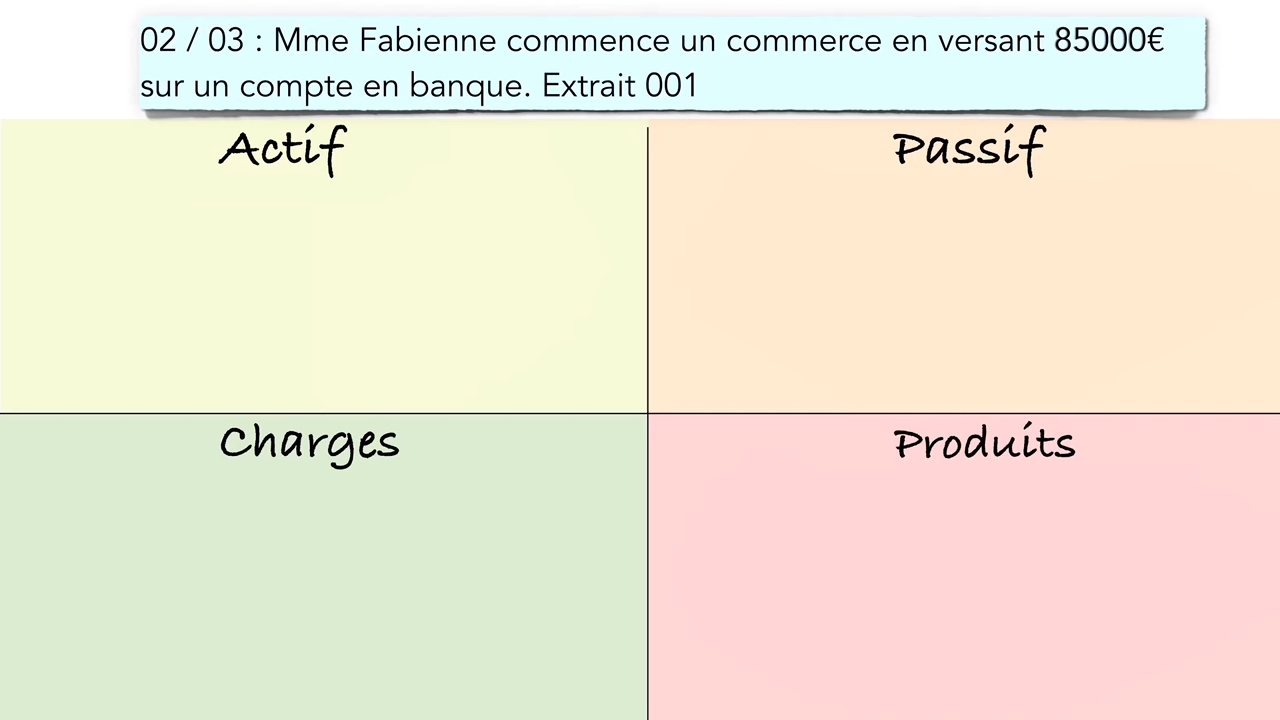 02 / 03 : Mme Fabienne commence un commerce en versant 85000€
sur un compte en banque. Extrait 001
Actif
Passif
Charges
Produits